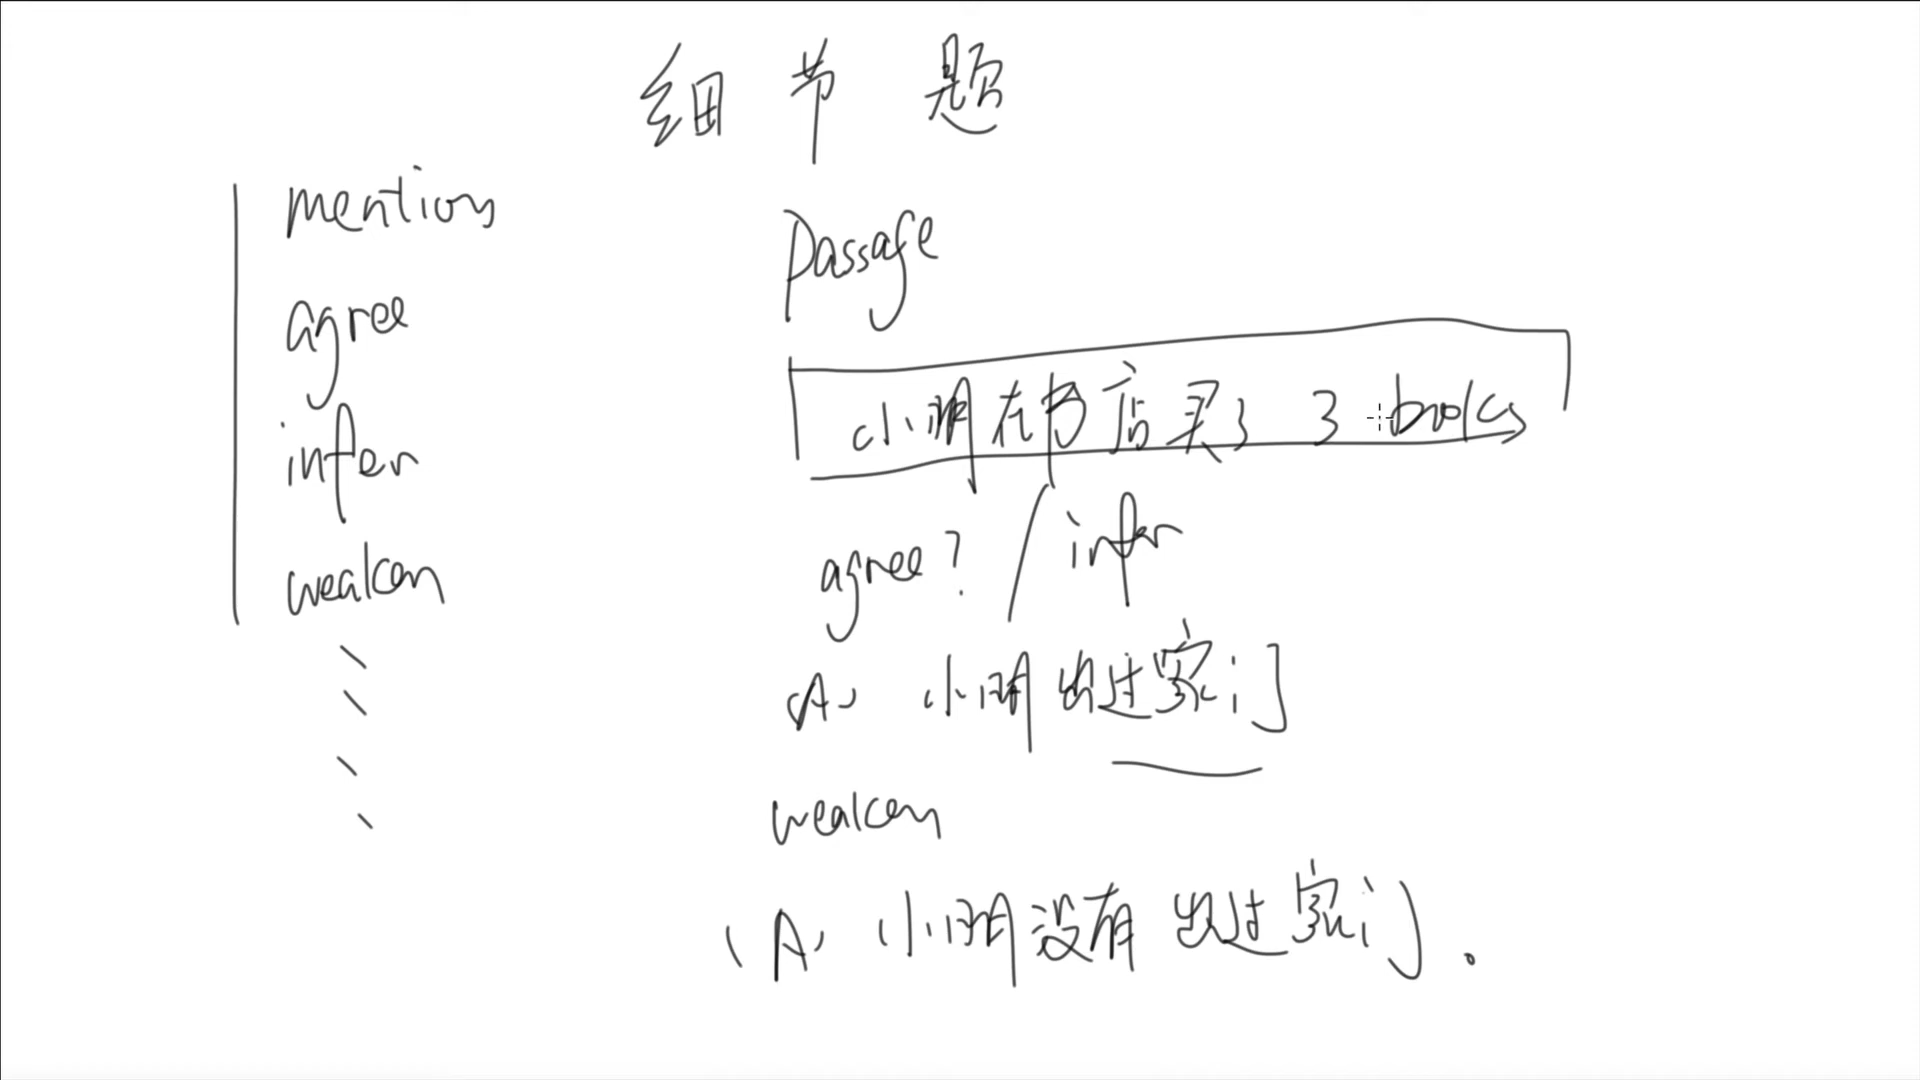 细节题
mention
agree
infer
weaken
passage
小明在书店买了 3 books
agree? / infer
(A) 小明出过家门
weaken
(A) 小明没有出过家门.